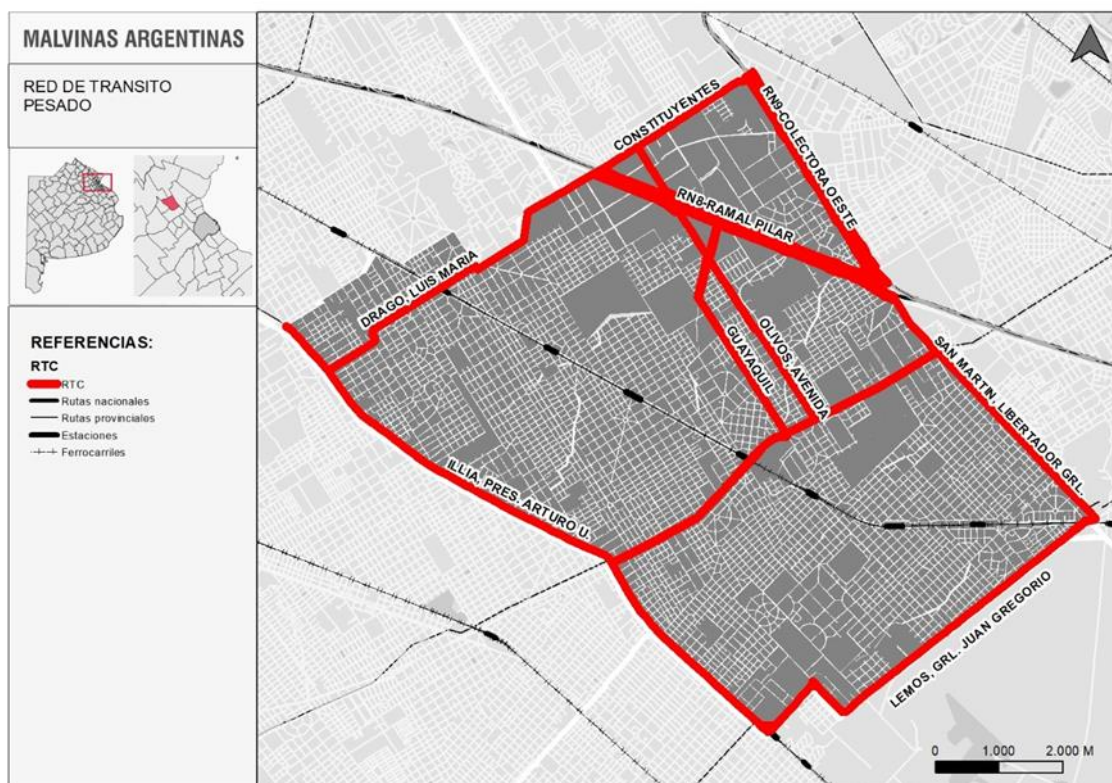 MALVINAS ARGENTINAS
RED DE TRANSITO
PESADO
REFERENCIAS:
RTC
RTC
Rutas nacionales
Rutas provinciales
Estaciones
Ferrocarriles
CONSTITUYENTES
RN9-COLECTORA OESTE
RN8-RAMAL PILAR
DRAGO, LUIS MARIA
GUAYAQUIL
OLIVOS, AVENIDA
SAN MARTIN, LIBERTADOR GRL.
ILLIA, PRES. ARTURO U.
LEMOS, GRL. JUAN GREGORIO
0 1.000 2.000 M